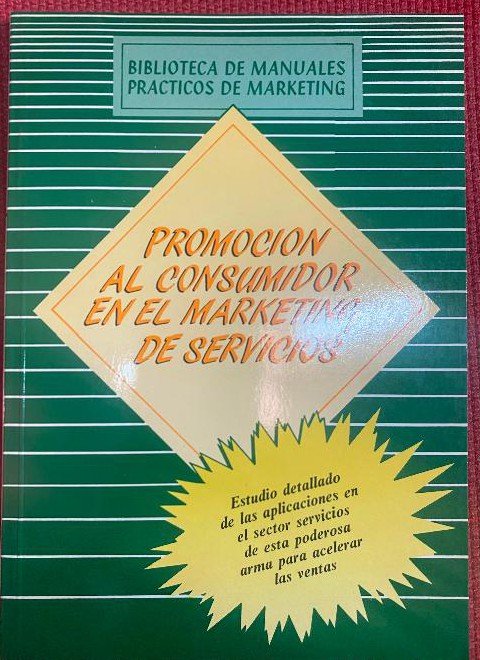 BIBLIOTECA DE MANUALES
PRACTICOS DE MARKETING
PROMOCION
AL CONSUMIDOR
EN EL MARKETING
DE SERVICIOS
Estudio detallado
de las aplicaciones en
el sector servicios
de esta poderosa
arma para acelerar
las ventas